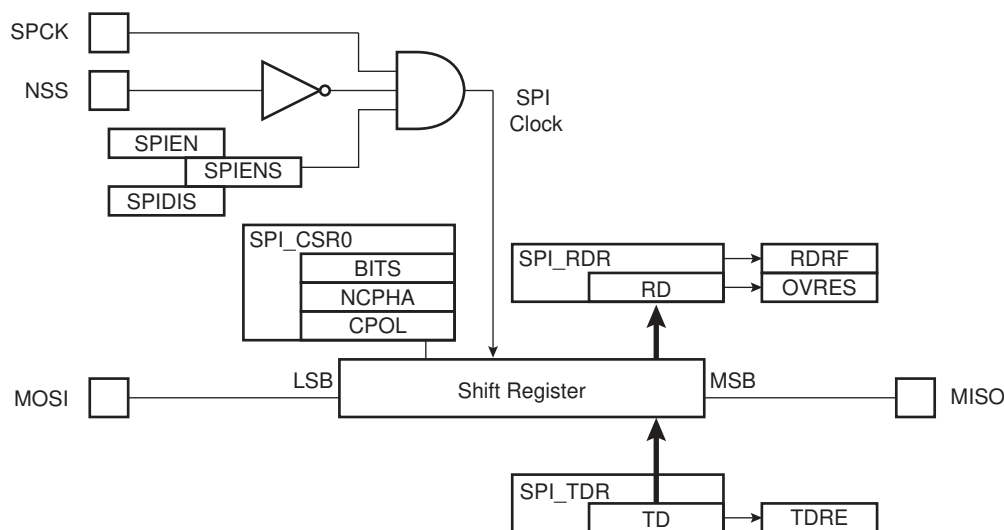 SPCK
NSS
SPI
Clock
SPIEN
SPIENS
SPIDIS
SPI_CSR0
BITS
NCPHA
CPOL
SPI_RDR
RD
RDRF
OVRES
MOSI
LSB
Shift Register
MSB
MISO
SPI_TDR
TD
TDRE